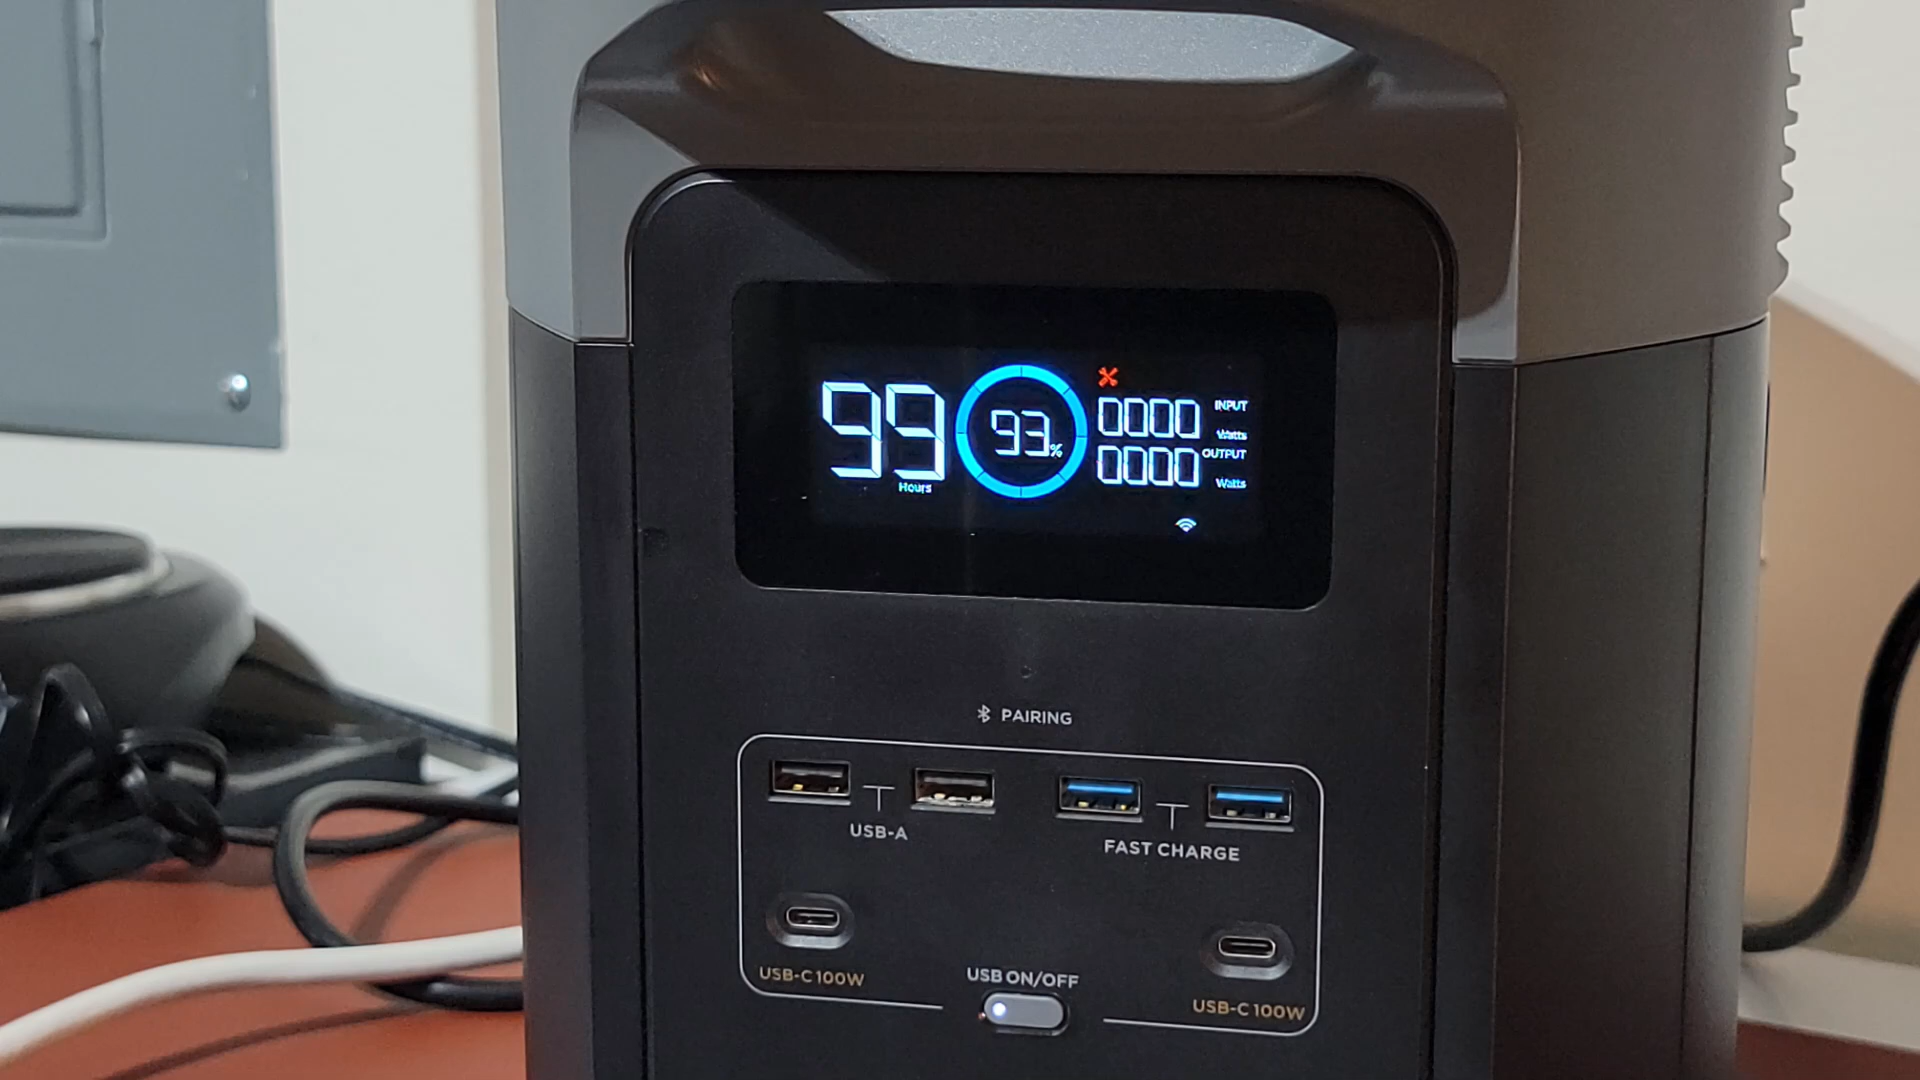 99
Hours
93%
0000 INPUT
Watts
0000 OUTPUT
Watts
PAIRING
USB-A
FAST CHARGE
USB-C 100W
USB ON/OFF
USB-C 100W